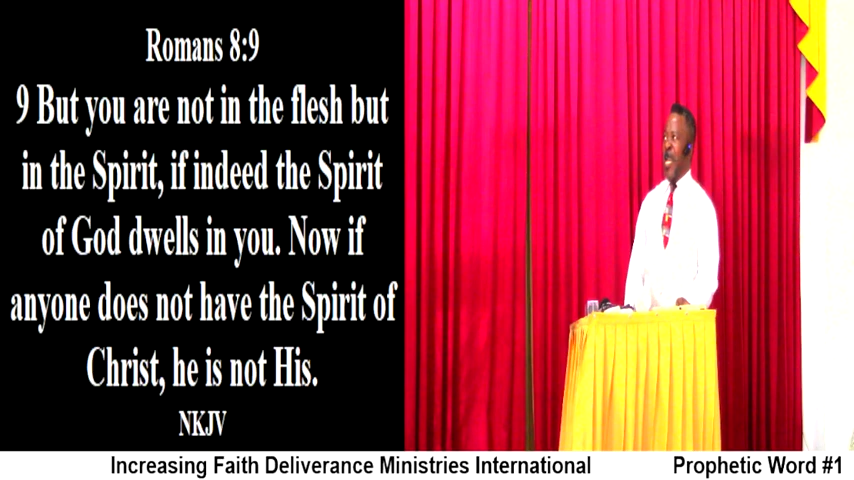 Romans 8:9
9 But you are not in the flesh but
in the Spirit, if indeed the Spirit
of God dwells in you. Now if
anyone does not have the Spirit of
Christ, he is not His.
NKJV
Increasing Faith Deliverance Ministries International
Prophetic Word #1